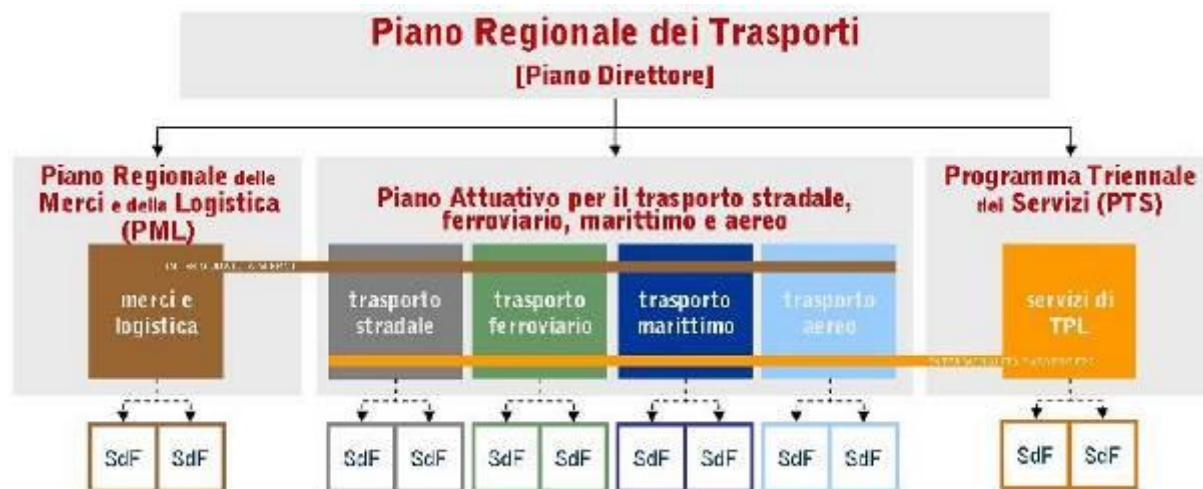 Piano Regionale dei Trasporti
[Piano Direttore]
Piano Regionale delle
Merci e della Logistica
(PML)
Piano Attuativo per il trasporto stradale,
ferroviario, marittimo e aereo
Programma Triennale
dei Servizi (PTS)
merci e
logistica
trasporto
stradale
trasporto
ferroviario
trasporto
marittimo
trasporto
aereo
servizi di
TPL
SdF SdF
SdF SdF
SdF SdF
SdF SdF
SdF SdF
SdF SdF